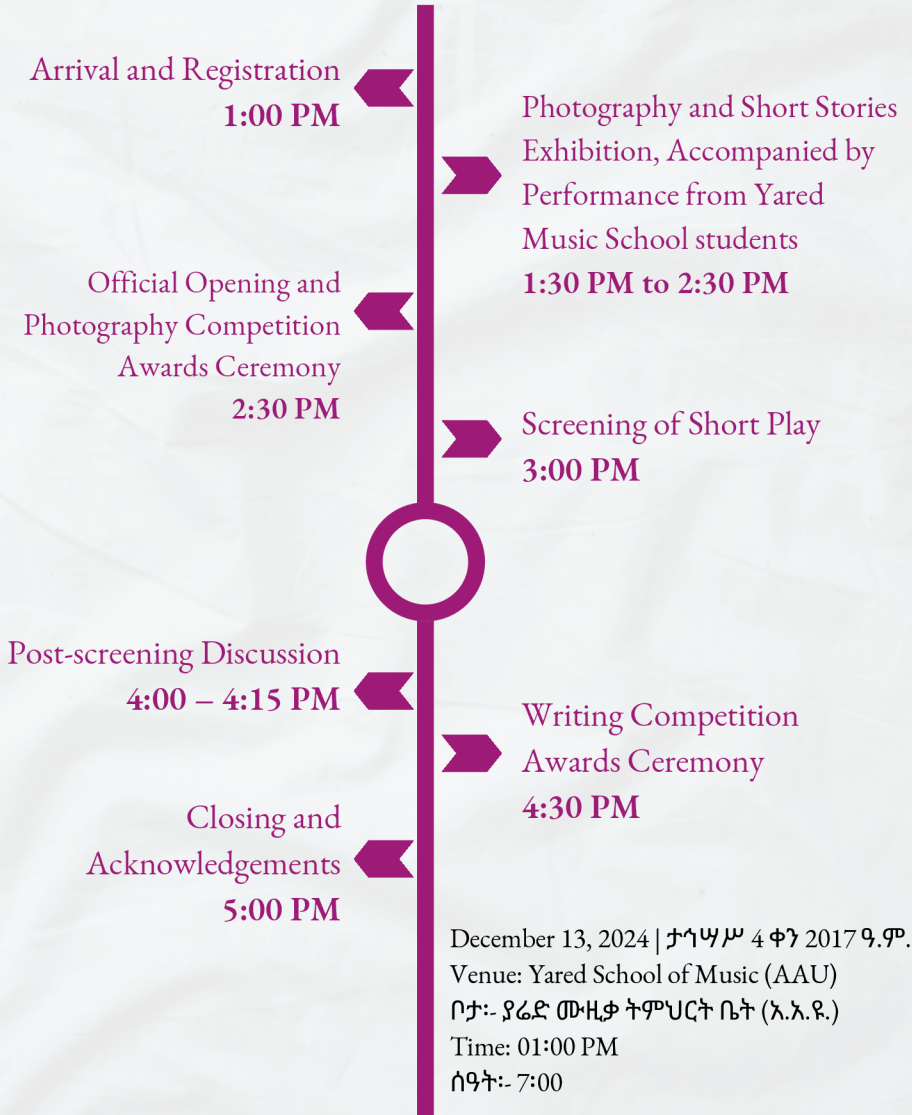 Arrival and Registration
1:00 PM
Photography and Short Stories
Exhibition, Accompanied by
Performance from Yared
Music School students
1:30 PM to 2:30 PM
Official Opening and
Photography Competition
Awards Ceremony
2:30 PM
Screening of Short Play
3:00 PM
Post-screening Discussion
4:00 – 4:15 PM
Writing Competition
Awards Ceremony
4:30 PM
Closing and
Acknowledgements
5:00 PM
December 13, 2024 | ታኅሣሥ 4 ቀን 2017 ዓ.ም.
Venue: Yared School of Music (AAU)
ቦታ፡- ያሬድ ሙዚቃ ትምህርት ቤት (አ.አ.ዩ.)
Time: 01:00 PM
ሰዓት፡- 7፡00